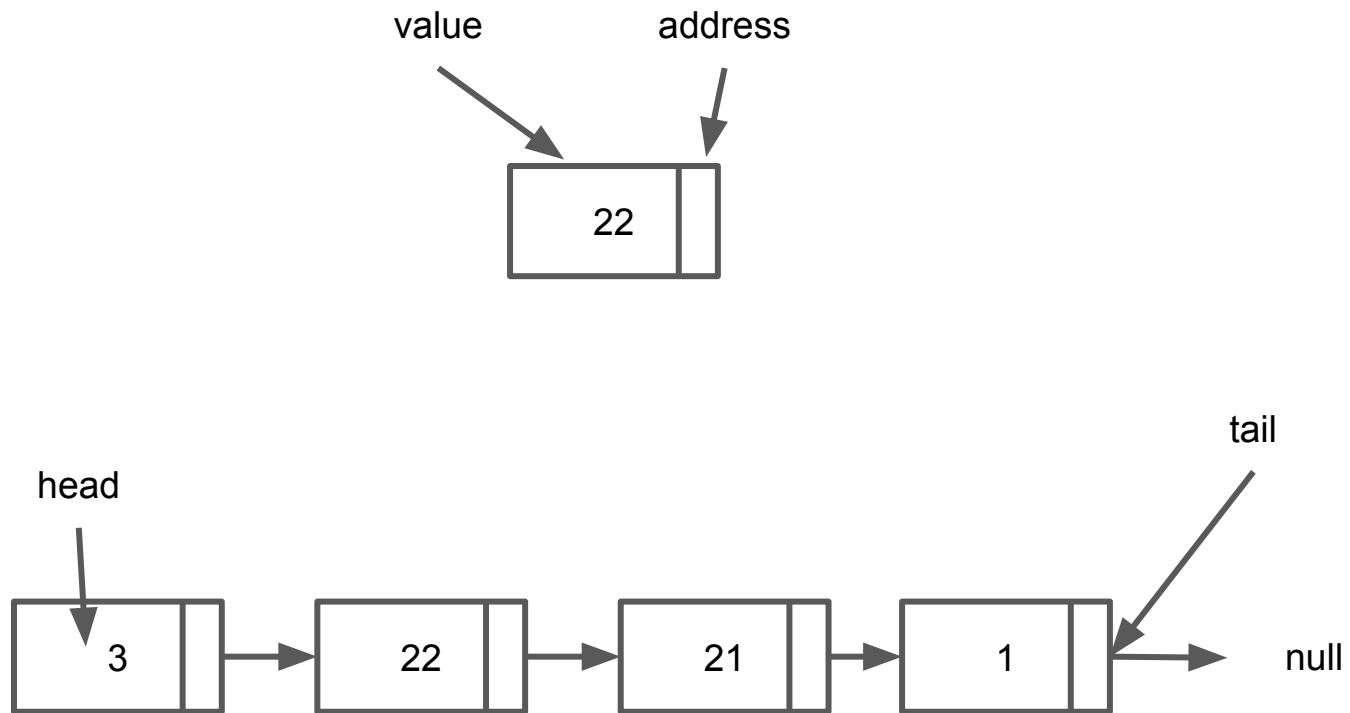 value address
22
tail
head
3 22 21 1 null